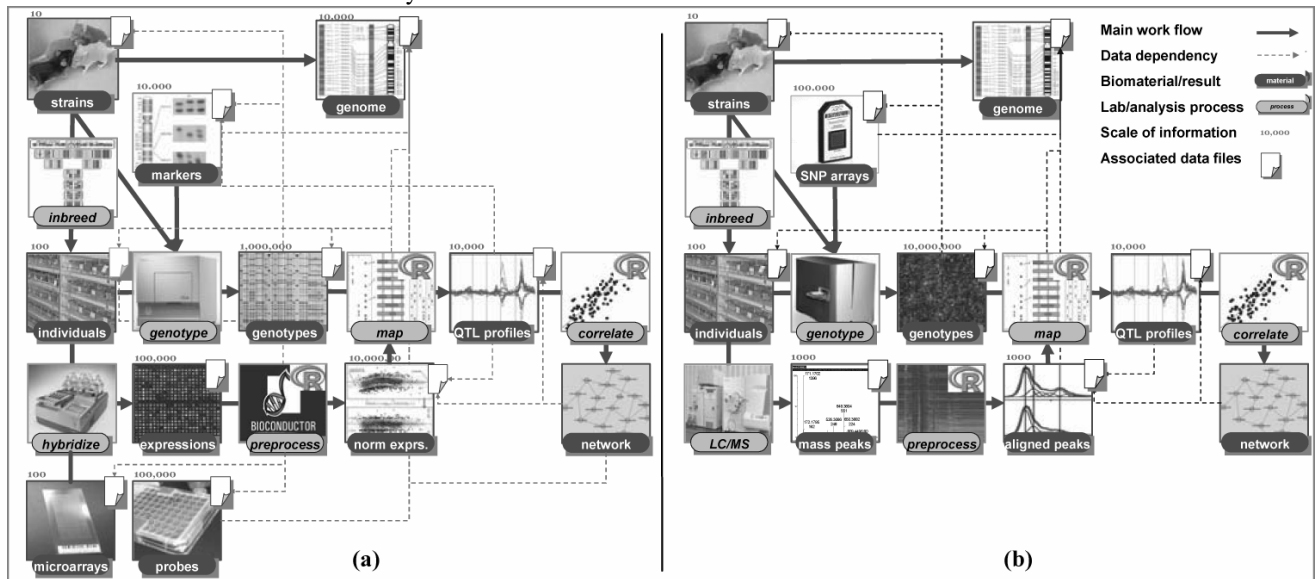 10
10.000
strains
genome
10.000
markers
inbreed
100
1,000,000
10,000
R
individuals
genotype
genotypes
map
QTL profiles
correlate
100,000
10,000,00
R
BIOCONDUCTOR
hybridize
expressions
preprocess
norm exprs.
network
100
100,000
microarrays
probes
(a)
10
strains
genome
100.000
SNP arrays
inbreed
100
10,000,000
10,000
R
individuals
genotype
genotypes
map
QTL profiles
correlate
1000
1000
R
LC/MS
mass peaks
preprocess
aligned peaks
network
(b)
Main work flow
Data dependency
Biomaterial/result
material
Lab/analysis process
process
Scale of information
10,000
Associated data files